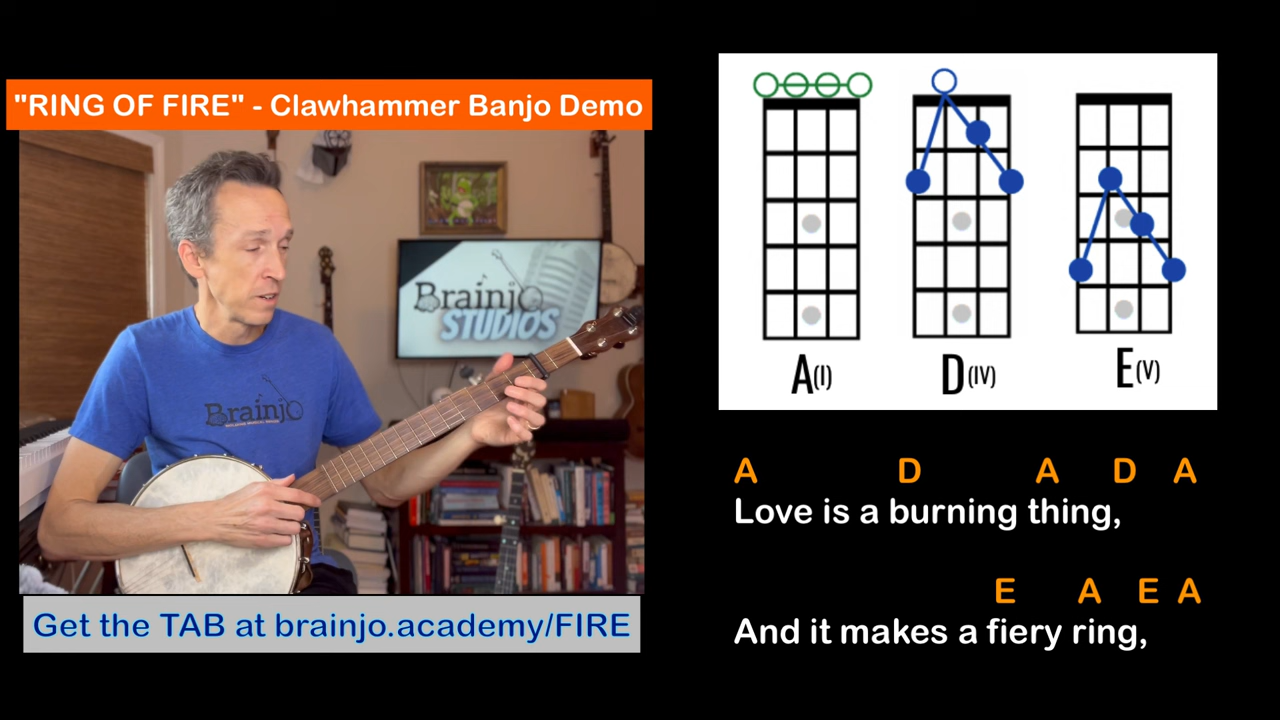 "RING OF FIRE" - Clawhammer Banjo Demo
Brainjo
STUDIOS
Brainjo
Get the TAB at brainjo.academy/FIRE
A(I) D(IV) E(V)
A D A D A
Love is a burning thing,
E A E A
And it makes a fiery ring,